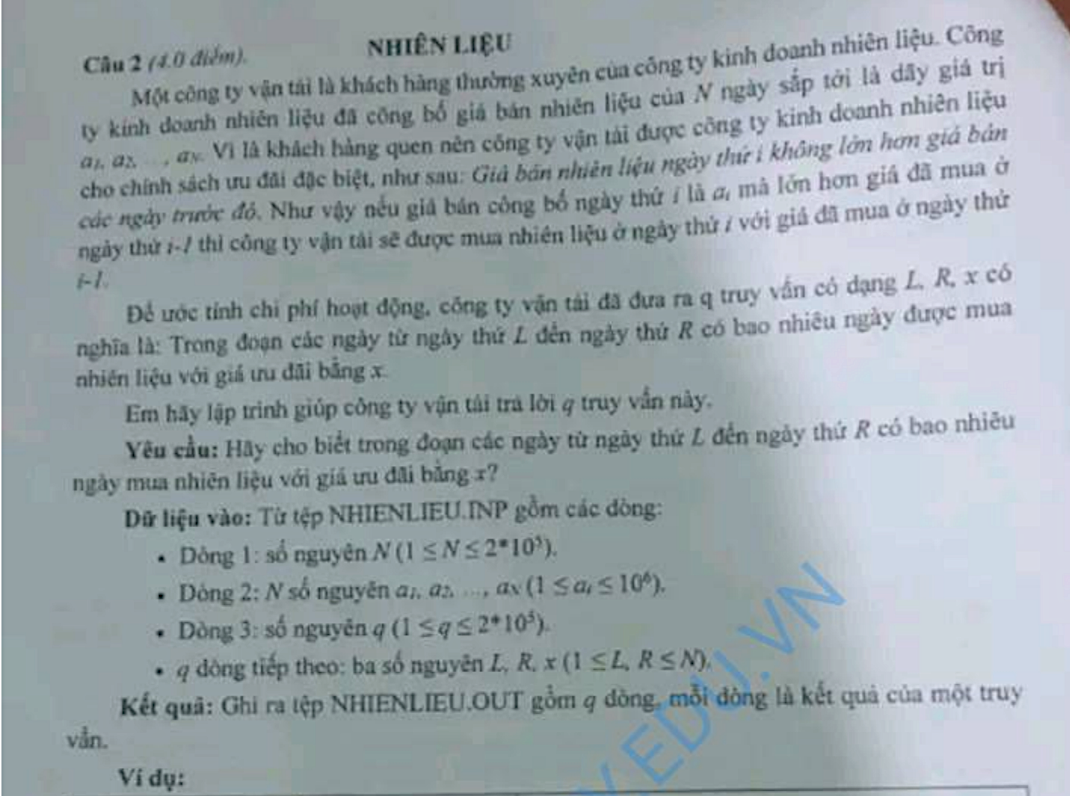 Câu 2 (4.0 điểm). NHIÊN LIỆU
Một công ty vận tải là khách hàng thường xuyên của công ty kinh doanh nhiên liệu. Công
ty kinh doanh nhiên liệu đã công bố giá bán nhiên liệu của N ngày sắp tới là dãy giá trị
a₁, a₂, ..., aₙ. Vì là khách hàng quen nên công ty vận tải được công ty kinh doanh nhiên liệu
cho chính sách ưu đãi đặc biệt, như sau: Giá bán nhiên liệu ngày thứ i không lớn hơn giá bán
các ngày trước đó. Như vậy nếu giá bán công bố ngày thứ i là aᵢ mà lớn hơn giá đã mua ở
ngày thứ i-1 thì công ty vận tải sẽ được mua nhiên liệu ở ngày thứ i với giá đã mua ở ngày thứ
i-1.
Để ước tính chi phí hoạt động, công ty vận tải đã đưa ra q truy vấn có dạng L, R, x có
nghĩa là: Trong đoạn các ngày từ ngày thứ L đến ngày thứ R có bao nhiêu ngày được mua
nhiên liệu với giá ưu đãi bằng x.
Em hãy lập trình giúp công ty vận tải trả lời q truy vấn này.
Yêu cầu: Hãy cho biết trong đoạn các ngày từ ngày thứ L đến ngày thứ R có bao nhiêu
ngày mua nhiên liệu với giá ưu đãi bằng x?
Dữ liệu vào: Từ tệp NHIENLIEU.INP gồm các dòng:
• Dòng 1: số nguyên N (1 ≤ N ≤ 2*10⁵).
• Dòng 2: N số nguyên a₁, a₂, ..., aₙ (1 ≤ aᵢ ≤ 10⁶).
• Dòng 3: số nguyên q (1 ≤ q ≤ 2*10⁵).
• q dòng tiếp theo: ba số nguyên L, R, x (1 ≤ L, R ≤ N).
Kết quả: Ghi ra tệp NHIENLIEU.OUT gồm q dòng, mỗi dòng là kết quả của một truy
vấn.
Ví dụ:
.EDU.VN